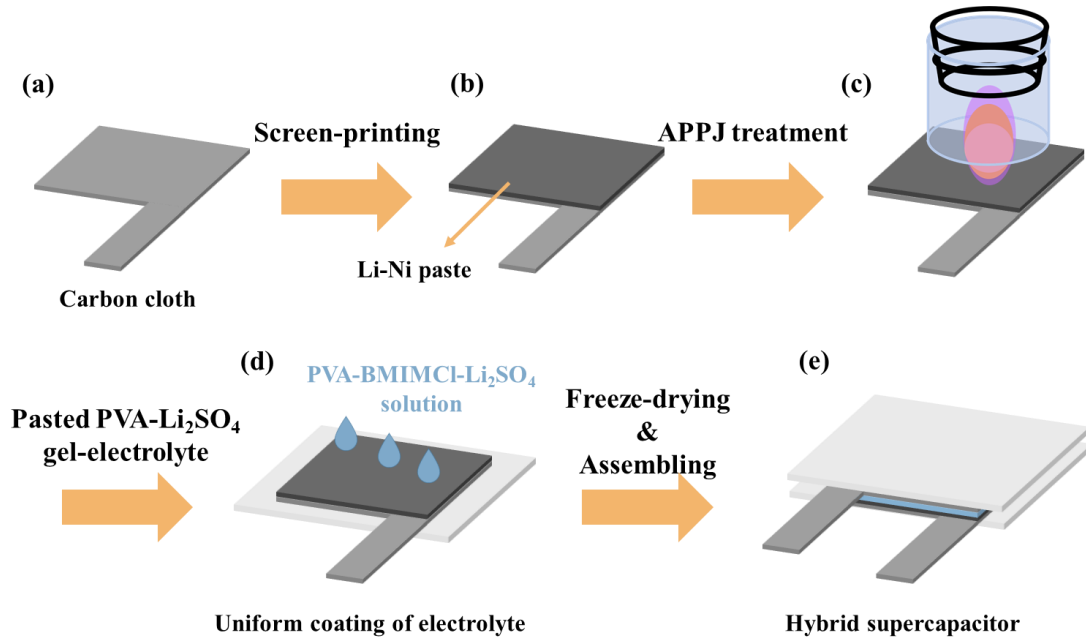 (a)
Screen-printing
(b)
APPJ treatment
(c)
Li-Ni paste
Carbon cloth
Pasted PVA-Li₂SO₄
gel-electrolyte
(d)
PVA-BMIMCl-Li₂SO₄
solution
Uniform coating of electrolyte
Freeze-drying
&
Assembling
(e)
Hybrid supercapacitor